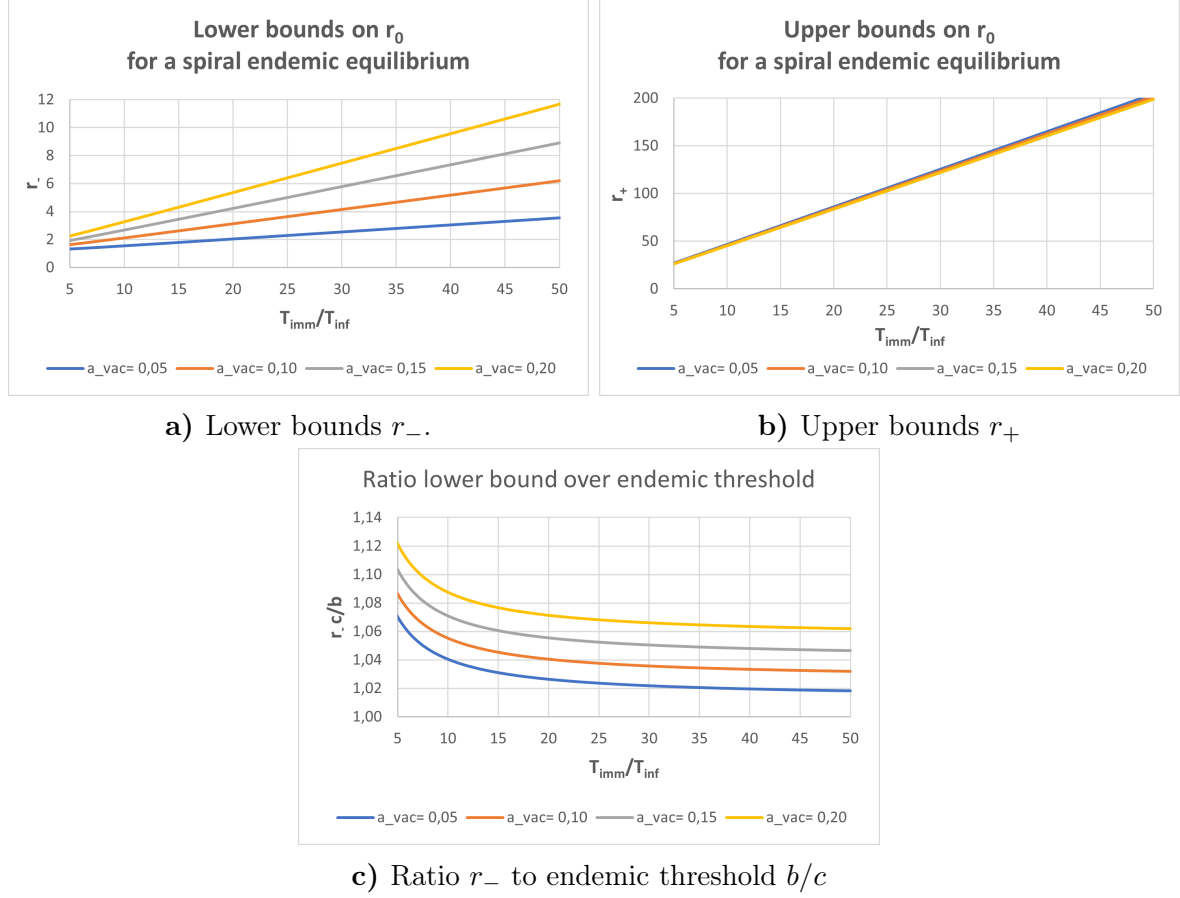 Lower bounds on r0
for a spiral endemic equilibrium
12
10
8
6
4
2
0
r-
5 10 15 20 25 30 35 40 45 50
Timm/Tinf
a_vac= 0,05 a_vac= 0,10 a_vac= 0,15 a_vac= 0,20
a) Lower bounds r−.
Upper bounds on r0
for a spiral endemic equilibrium
200
150
100
50
0
r+
5 10 15 20 25 30 35 40 45 50
Timm/Tinf
a_vac= 0,05 a_vac= 0,10 a_vac= 0,15 a_vac= 0,20
b) Upper bounds r+
Ratio lower bound over endemic threshold
1,14
1,12
1,10
1,08
1,06
1,04
1,02
1,00
r-c/b
5 10 15 20 25 30 35 40 45 50
Timm/Tinf
a_vac= 0,05 a_vac= 0,10 a_vac= 0,15 a_vac= 0,20
c) Ratio r− to endemic threshold b/c